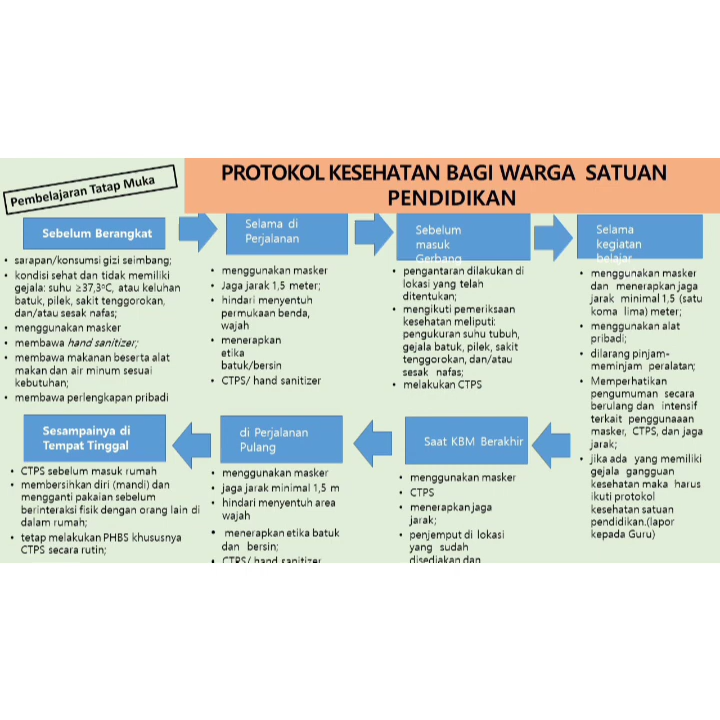 Pembelajaran Tatap Muka
PROTOKOL KESEHATAN BAGI WARGA SATUAN
PENDIDIKAN
Sebelum Berangkat
• sarapan/konsumsi gizi seimbang;
• kondisi sehat dan tidak memiliki
gejala: suhu ≥37,3°C, atau keluhan
batuk, pilek, sakit tenggorokan,
dan/atau sesak nafas;
• menggunakan masker
• membawa hand sanitizer;
• membawa makanan beserta alat
makan dan air minum sesuai
kebutuhan;
• membawa perlengkapan pribadi
Selama di
Perjalanan
• menggunakan masker
• Jaga jarak 1,5 meter;
• hindari menyentuh
permukaan benda,
wajah
• menerapkan
etika
batuk/bersin
• CTPS/ hand sanitizer
Sebelum
masuk
Gerbang
• pengantaran dilakukan di
lokasi yang telah
ditentukan;
• mengikuti pemeriksaan
kesehatan meliputi:
pengukuran suhu tubuh,
gejala batuk, pilek, sakit
tenggorokan, dan/atau
sesak nafas;
• melakukan CTPS
Selama
kegiatan
belajar
• menggunakan masker
dan menerapkan jaga
jarak minimal 1,5 (satu
koma lima) meter;
• menggunakan alat
pribadi;
• dilarang pinjam-
meminjam peralatan;
• Memperhatikan
pengumuman secara
berulang dan intensif
terkait penggunaaan
masker, CTPS, dan jaga
jarak;
• jika ada yang memiliki
gejala gangguan
kesehatan maka harus
ikuti protokol
kesehatan satuan
pendidikan.(lapor
kepada Guru)
Saat KBM Berakhir
• menggunakan masker
• CTPS
• menerapkan jaga
jarak;
• penjemput di lokasi
yang sudah
disediakan dan
di Perjalanan
Pulang
• menggunakan masker
• jaga jarak minimal 1,5 m
• hindari menyentuh area
wajah
• menerapkan etika batuk
dan bersin;
• CTPS/ hand sanitizer
Sesampainya di
Tempat Tinggal
• CTPS sebelum masuk rumah
• membersihkan diri (mandi) dan
mengganti pakaian sebelum
berinteraksi fisik dengan orang lain di
dalam rumah;
• tetap melakukan PHBS khususnya
CTPS secara rutin;